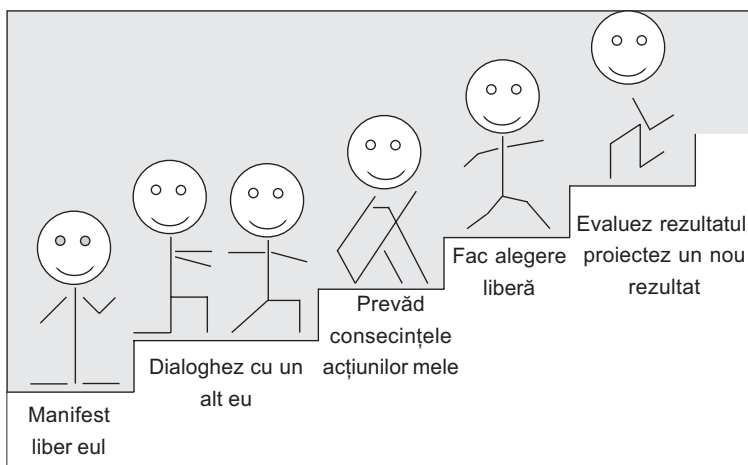 Manifest
liber eul
Dialoghez cu un
alt eu
Prevăd
consecințele
acțiunilor mele
Fac alegere
liberă
Evaluez rezultatul
proiectez un nou
rezultat